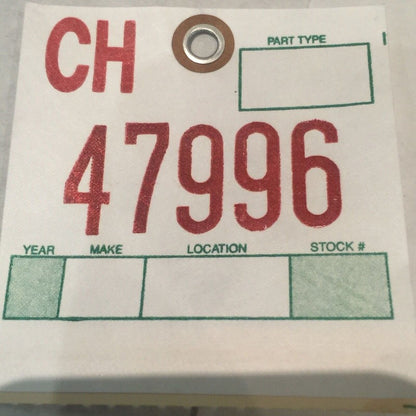 CH
PART TYPE
47996
YEAR MAKE LOCATION STOCK #